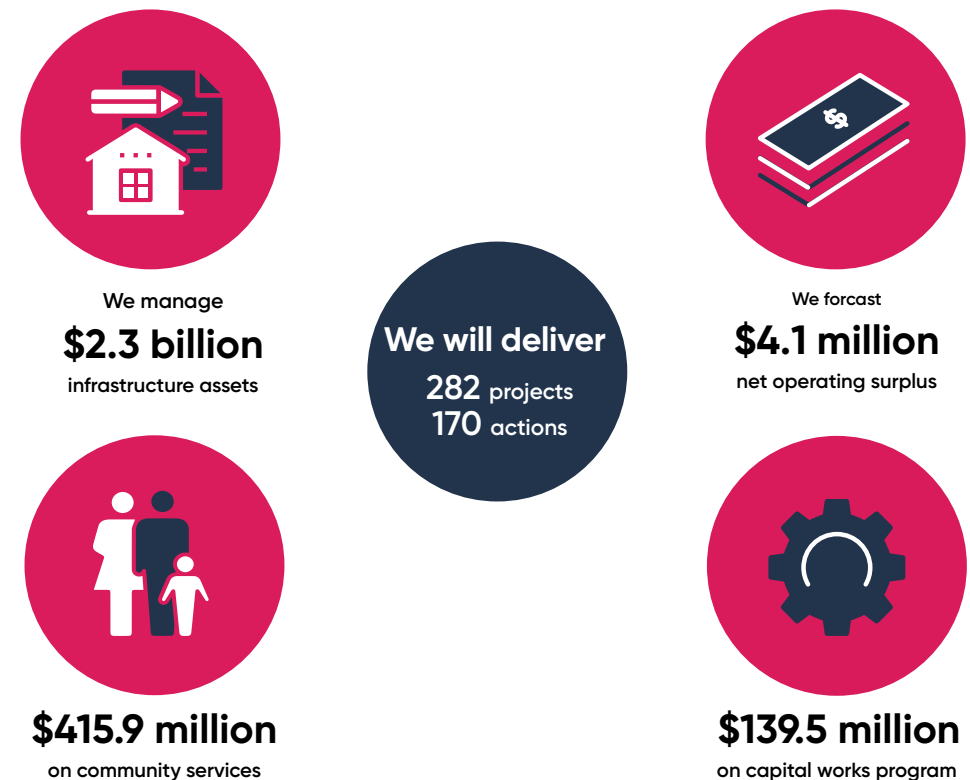 We manage
$2.3 billion
infrastructure assets
We will deliver
282 projects
170 actions
$
We forcast
$4.1 million
net operating surplus
$415.9 million
on community services
$139.5 million
on capital works program